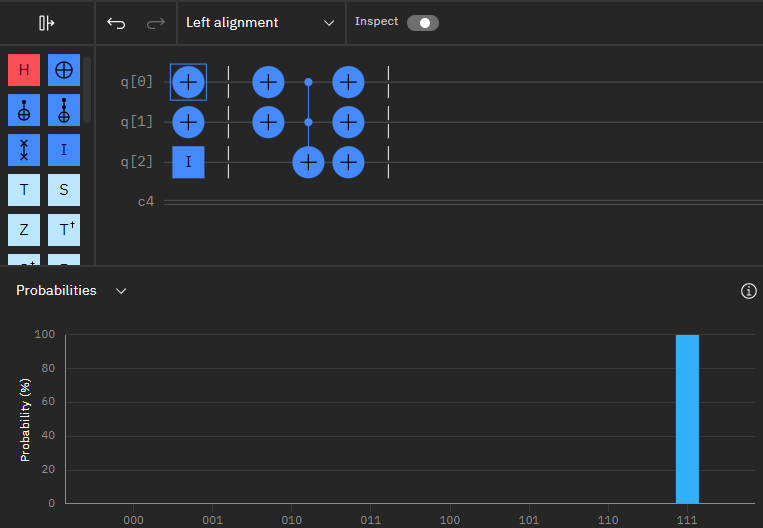 Left alignment
Inspect
H
q[0]
q[1]
I
q[2]
I
T
S
c4
Z
T†
Probabilities
Probability (%)
100
80
60
40
20
0
000
001
010
011
100
101
110
111